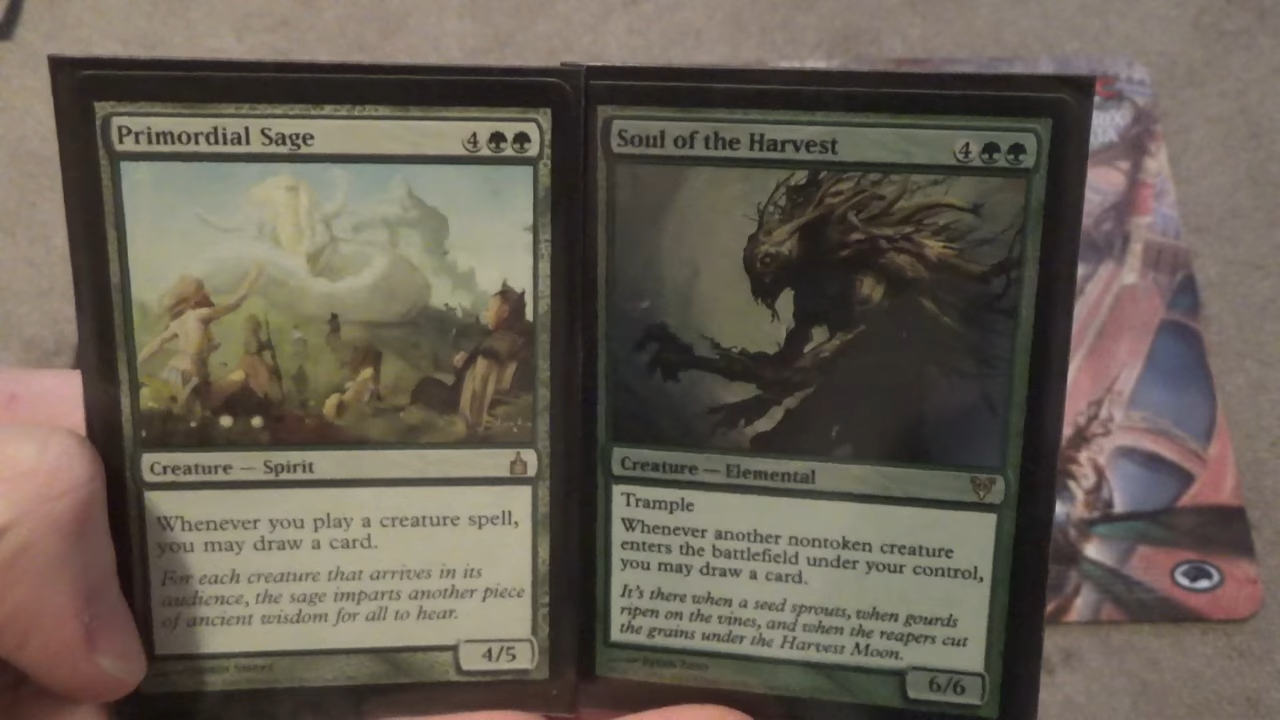 Primordial Sage
4
Creature — Spirit
Whenever you play a creature spell,
you may draw a card.
For each creature that arrives in its
audience, the sage imparts another piece
of ancient wisdom for all to hear.
4/5
Soul of the Harvest
4
Creature — Elemental
Trample
Whenever another nontoken creature
enters the battlefield under your control,
you may draw a card.
It's there when a seed sprouts, when gourds
ripen on the vines, and when the reapers cut
the grains under the Harvest Moon.
6/6